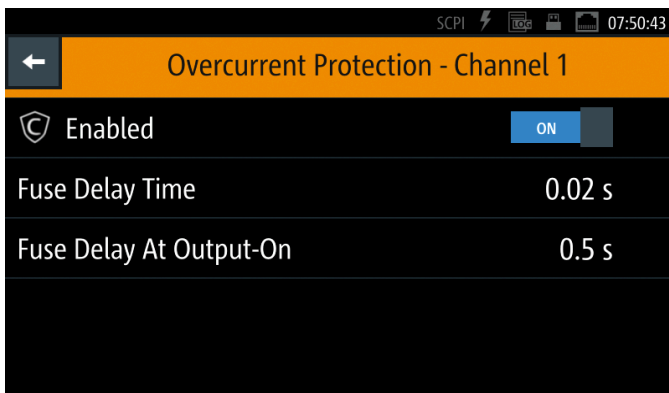 SCPI LOG 07:50:43
Overcurrent Protection - Channel 1
C Enabled ON
Fuse Delay Time 0.02 s
Fuse Delay At Output-On 0.5 s